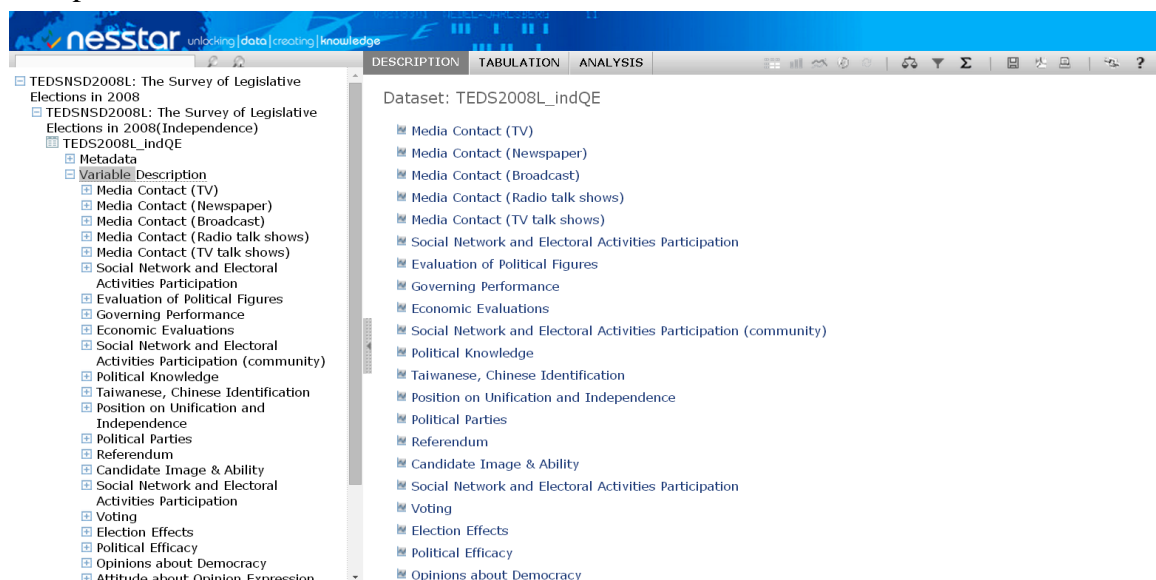 nesstar unlocking|data|creating|knowledge
DESCRIPTION TABULATION ANALYSIS
TEDSNSD2008L: The Survey of Legislative
Elections in 2008
TEDSNSD2008L: The Survey of Legislative
Elections in 2008(Independence)
TEDS2008L_indQE
Metadata
Variable Description
Media Contact (TV)
Media Contact (Newspaper)
Media Contact (Broadcast)
Media Contact (Radio talk shows)
Media Contact (TV talk shows)
Social Network and Electoral
Activities Participation
Evaluation of Political Figures
Governing Performance
Economic Evaluations
Social Network and Electoral
Activities Participation (community)
Political Knowledge
Taiwanese, Chinese Identification
Position on Unification and
Independence
Political Parties
Referendum
Candidate Image & Ability
Social Network and Electoral
Activities Participation
Voting
Election Effects
Political Efficacy
Opinions about Democracy
Attitude about Opinion Expression
Dataset: TEDS2008L_indQE
Media Contact (TV)
Media Contact (Newspaper)
Media Contact (Broadcast)
Media Contact (Radio talk shows)
Media Contact (TV talk shows)
Social Network and Electoral Activities Participation
Evaluation of Political Figures
Governing Performance
Economic Evaluations
Social Network and Electoral Activities Participation (community)
Political Knowledge
Taiwanese, Chinese Identification
Position on Unification and Independence
Political Parties
Referendum
Candidate Image & Ability
Social Network and Electoral Activities Participation
Voting
Election Effects
Political Efficacy
Opinions about Democracy